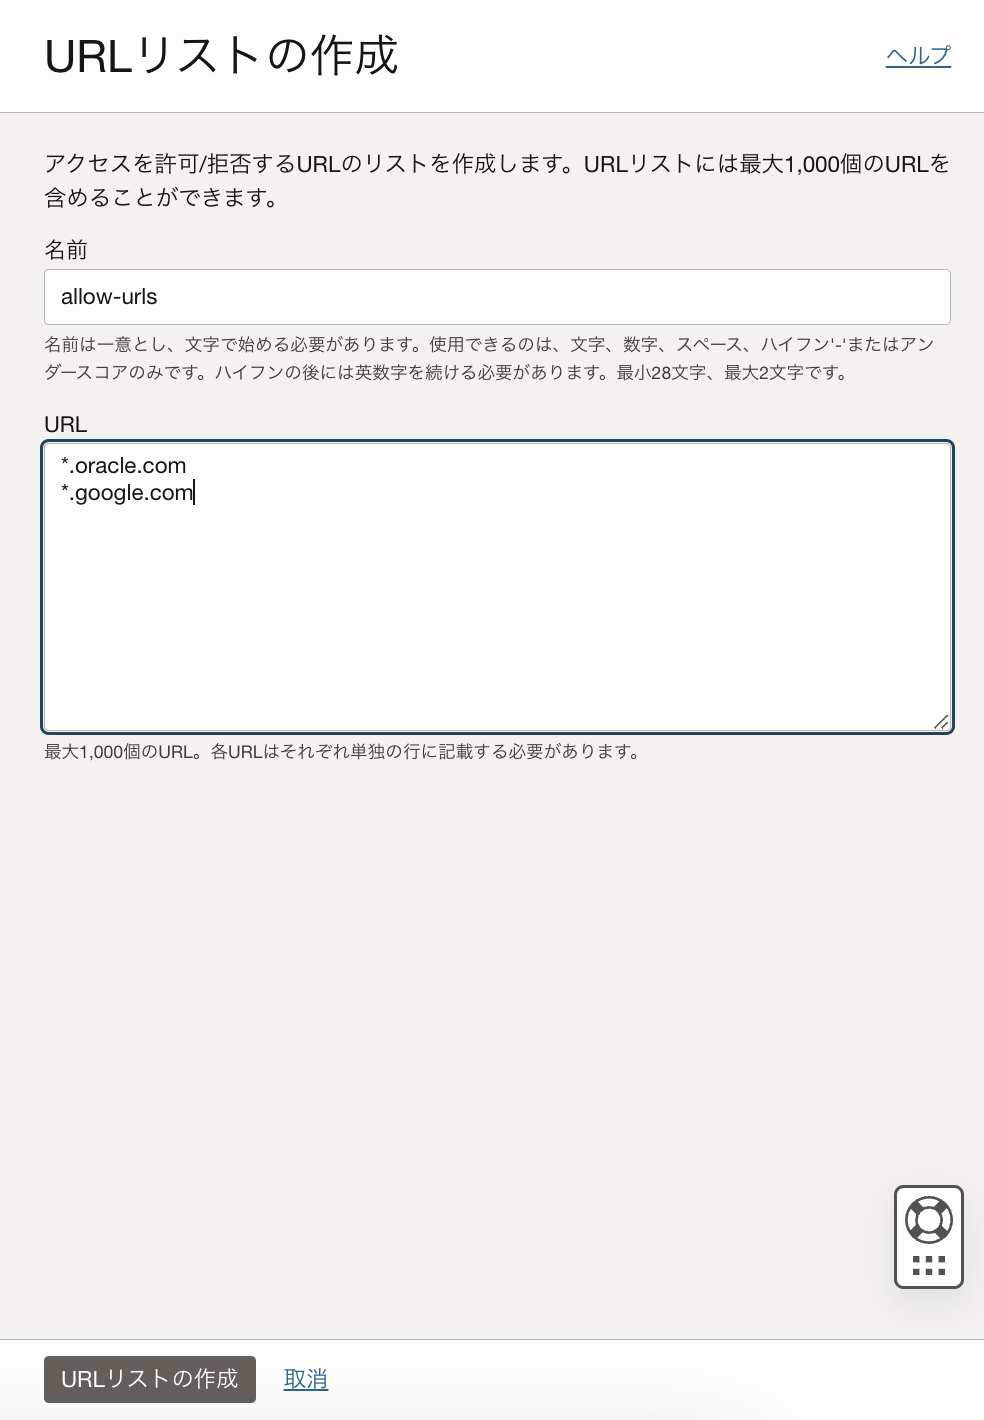 URLリストの作成
ヘルプ
アクセスを許可/拒否するURLのリストを作成します。URLリストには最大1,000個のURLを
含めることができます。
名前
allow-urls
名前は一意とし、文字で始める必要があります。使用できるのは、文字、数字、スペース、ハイフン'-'またはアン
ダースコアのみです。ハイフンの後には英数字を続ける必要があります。最小28文字、最大2文字です。
URL
*.oracle.com
*.google.com
最大1,000個のURL。各URLはそれぞれ単独の行に記載する必要があります。
URLリストの作成
取消